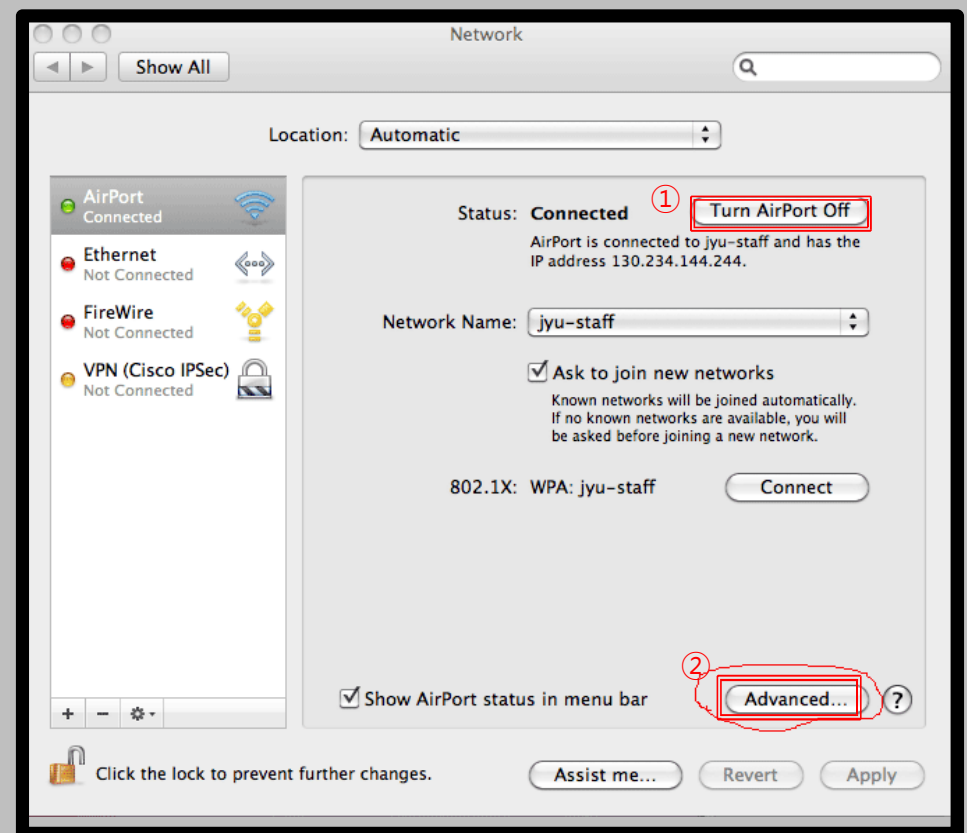 Network
Show All
Location: Automatic
AirPort
Connected
Ethernet
Not Connected
FireWire
Not Connected
VPN (Cisco IPSec)
Not Connected
① Turn AirPort Off
Status: Connected
AirPort is connected to jyu-staff and has the
IP address 130.234.144.244.
Network Name: jyu-staff
Ask to join new networks
Known networks will be joined automatically.
If no known networks are available, you will
be asked before joining a new network.
802.1X: WPA: jyu-staff Connect
②
Show AirPort status in menu bar Advanced... ?
+ −
Click the lock to prevent further changes.
Assist me... Revert Apply